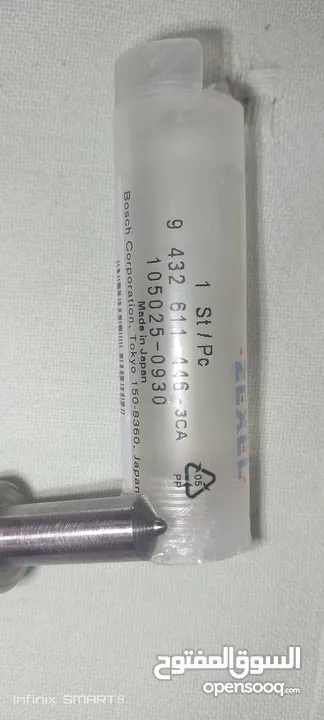 ZEXEL
1 St/Pc
9 432 611 446-3CA
105025-0930
Made in Japan
Bosch Corporation, Tokyo 150-8360, Japan
05
PP
السوق المفتوح
opensooq.com
Infinix SMART 8